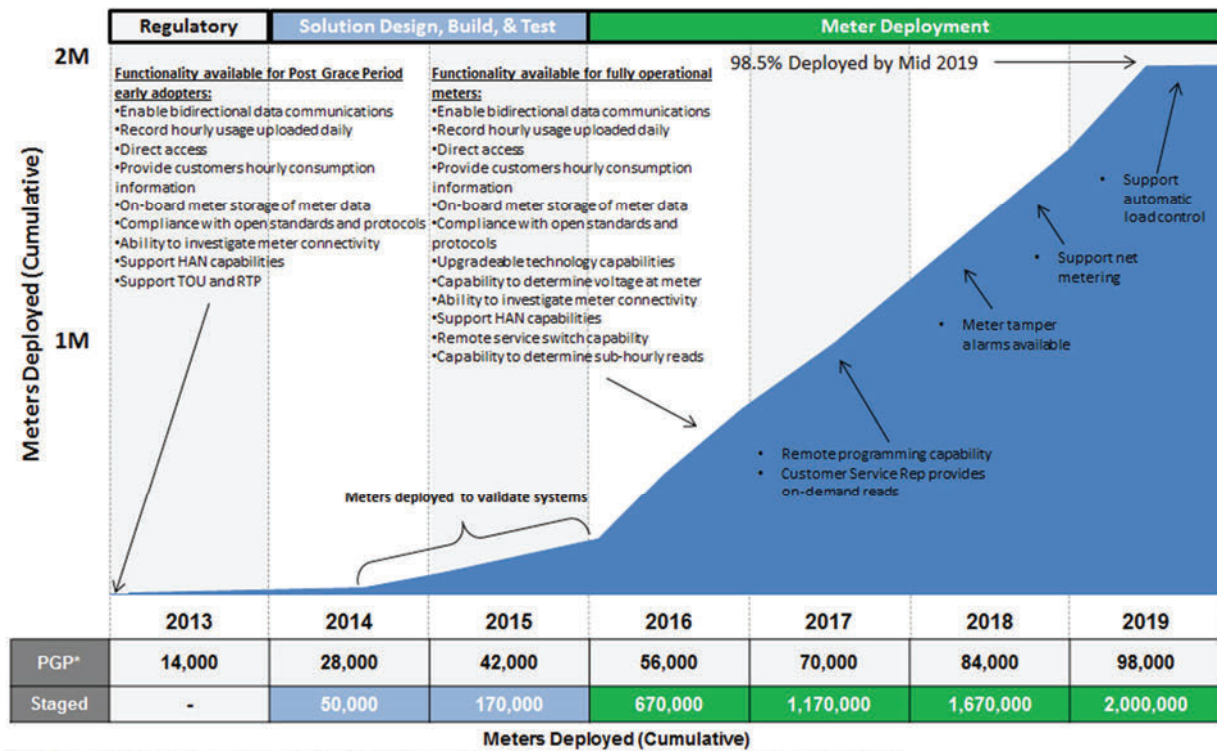 Regulatory
Solution Design, Build, & Test
Meter Deployment
2M
98.5% Deployed by Mid 2019
Functionality available for Post Grace Period
early adopters:
•Enable bidirectional data communications
•Record hourly usage uploaded daily
•Direct access
•Provide customers hourly consumption
information
•On-board meter storage of meter data
•Compliance with open standards and protocols
•Ability to investigate meter connectivity
•Support HAN capabilities
•Support TOU and RTP
Functionality available for fully operational
meters:
•Enable bidirectional data communications
•Record hourly usage uploaded daily
•Direct access
•Provide customers hourly consumption
information
•On-board meter storage of meter data
•Compliance with open standards and
protocols
•Upgradeable technology capabilities
•Capability to determine voltage at meter
•Ability to investigate meter connectivity
•Support HAN capabilities
•Remote service switch capability
•Capability to determine sub-hourly reads
• Support
automatic
load control
• Support net
metering
• Meter tamper
alarms available
• Remote programming capability
• Customer Service Rep provides
on-demand reads
1M
Meters Deployed (Cumulative)
Meters deployed to validate systems
2013 2014 2015 2016 2017 2018 2019
PGP* 14,000 28,000 42,000 56,000 70,000 84,000 98,000
Staged - 50,000 170,000 670,000 1,170,000 1,670,000 2,000,000
Meters Deployed (Cumulative)